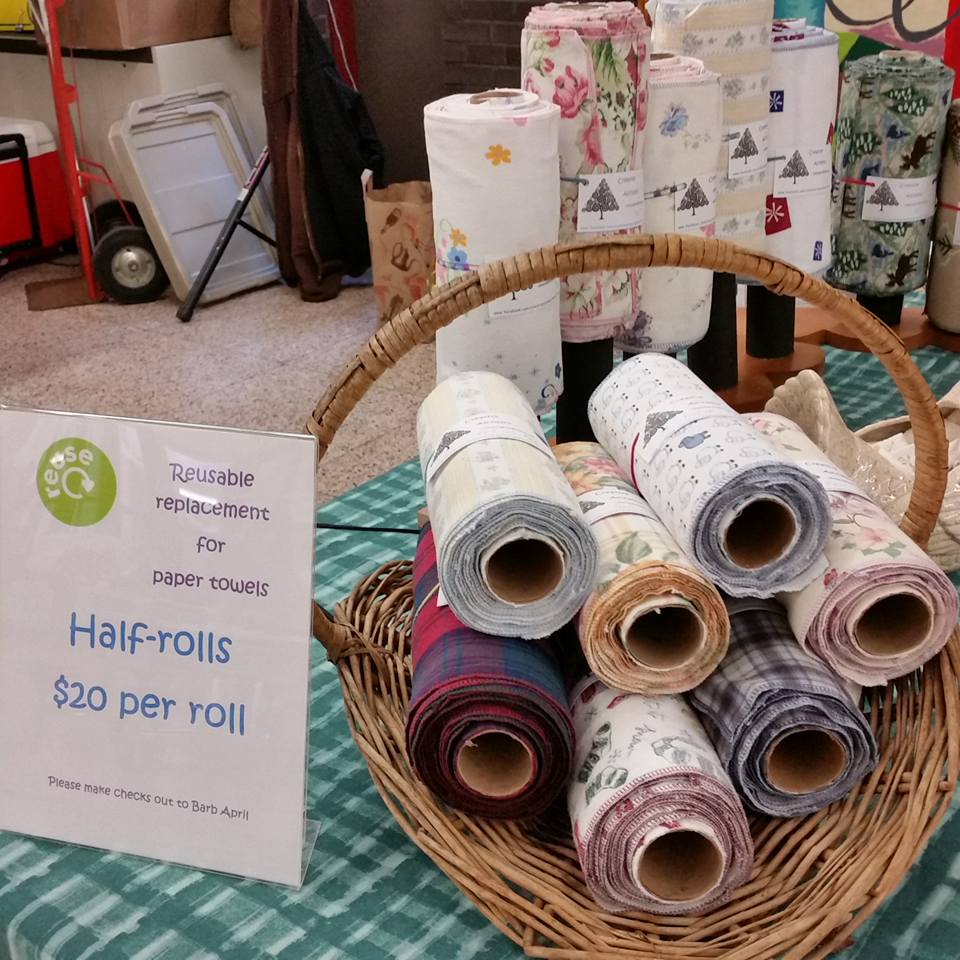 reuse
Reusable
replacement
for
paper towels
Half-rolls
$20 per roll
Please make checks out to Barb April